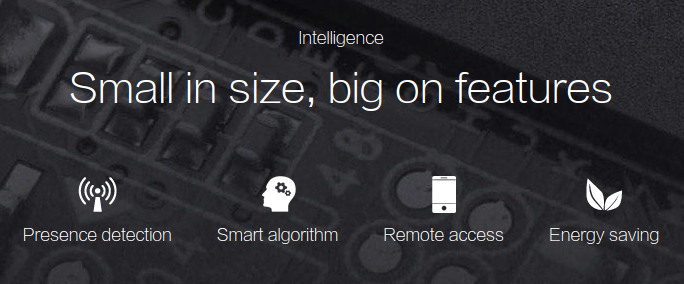 Intelligence
Small in size, big on features
Presence detection
Smart algorithm
Remote access
Energy saving